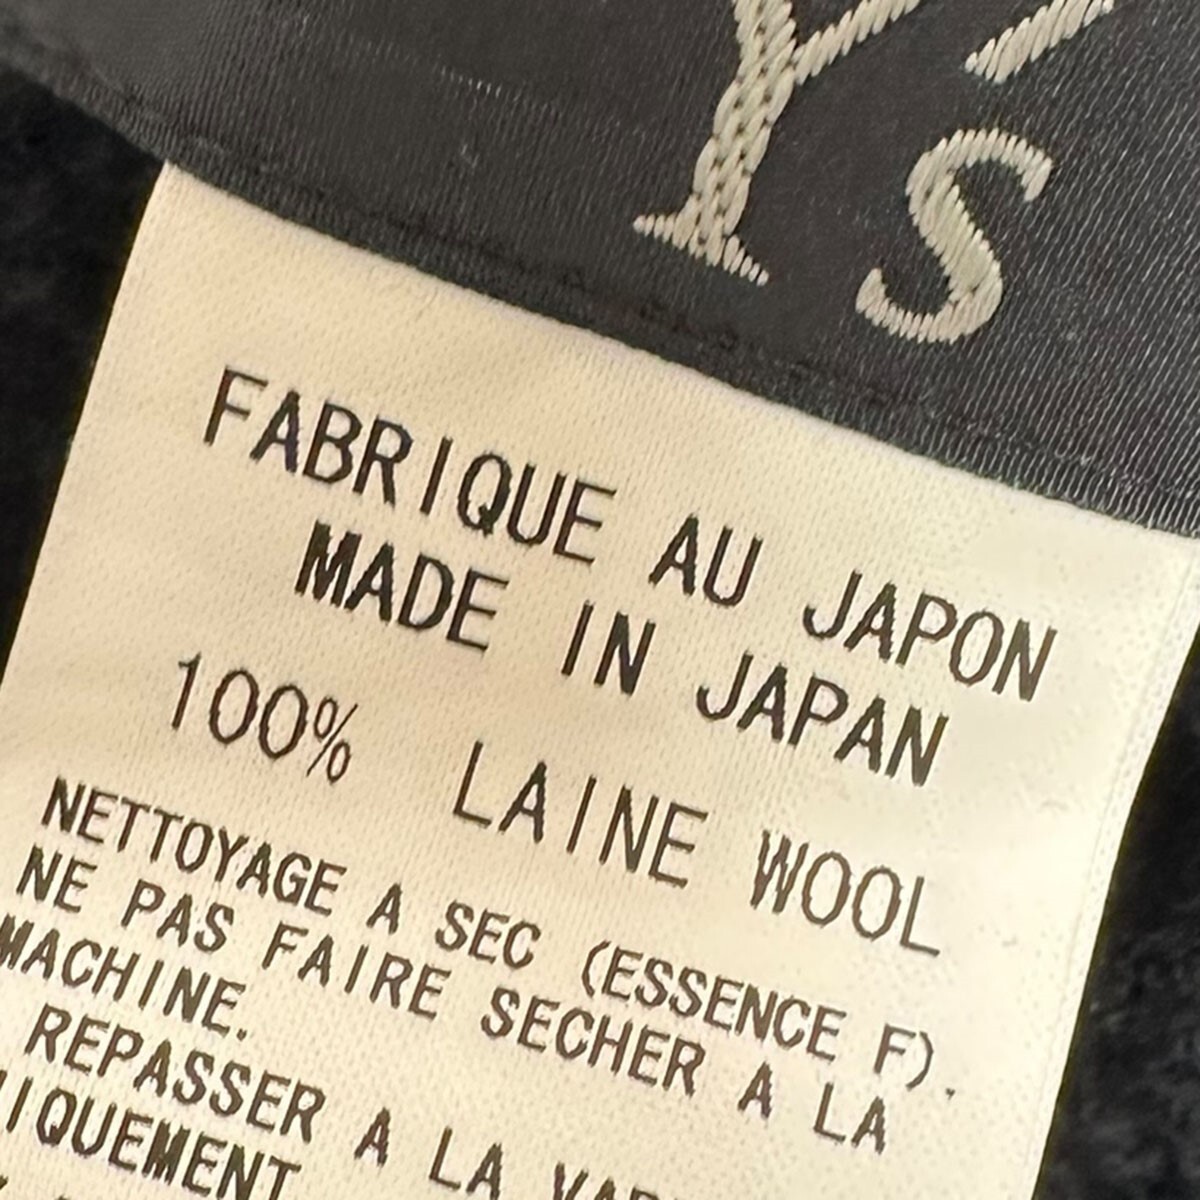 Y's
FABRIQUE AU JAPON
MADE IN JAPAN
100% LAINE WOOL
NETTOYAGE A SEC (ESSENCE F).
NE PAS FAIRE SECHER A LA
MACHINE.
REPASSER A LA